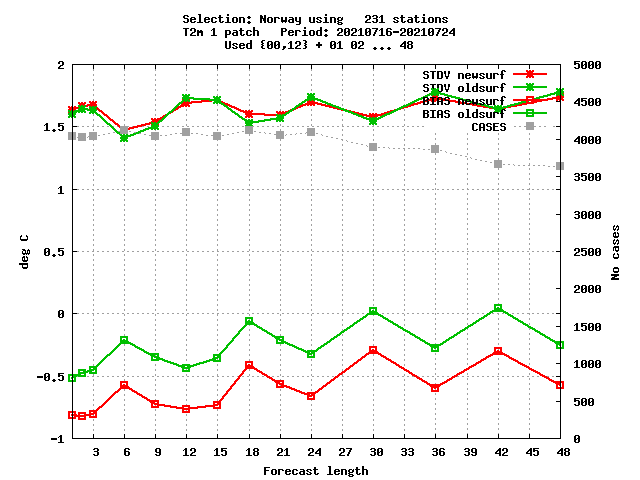 Selection: Norway using   231 stations
T2m 1 patch   Period: 20210716-20210724
Used {00,12} + 01 02 ... 48
STDV newsurf
STDV oldsurf
BIAS newsurf
BIAS oldsurf
CASES
2
1.5
1
0.5
0
-0.5
-1
deg C
5000
4500
4000
3500
3000
2500
2000
1500
1000
500
0
No cases
3 6 9 12 15 18 21 24 27 30 33 36 39 42 45 48
Forecast length